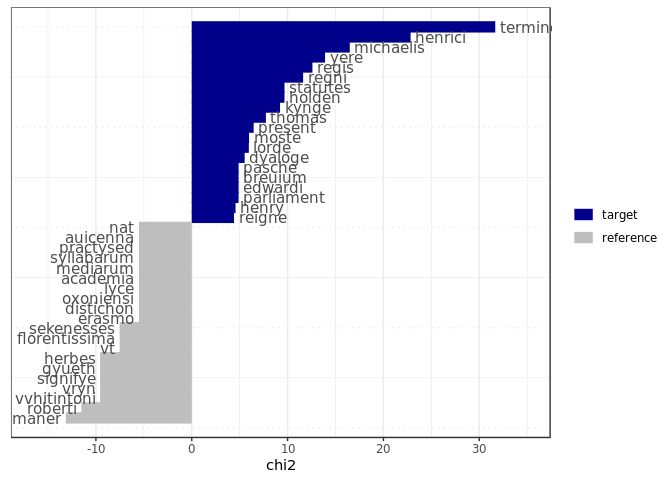 termino
henrici
michaelis
yere
regis
regni
statutes
holden
kynge
thomas
present
moste
lorde
dyaloge
pasche
breuium
edwardi
parliament
henry
reigne
nat
auicenna
practysed
syllabarum
mediarum
academia
lyce
oxoniensi
distichon
erasmo
sekenesses
florentissima
vt
herbes
gyueth
signifye
vryn
vvhitintoni
roberti
maner
target
reference
-10 0 10 20 30
chi2